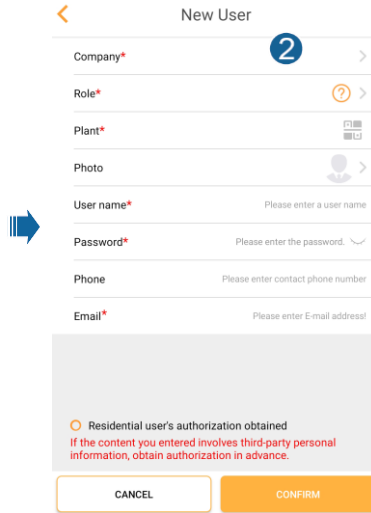 New User
Company*
2
Role*
?
Plant*
Photo
User name*
Please enter a user name
Password*
Please enter the password.
Phone
Please enter contact phone number
Email*
Please enter E-mail address!
Residential user's authorization obtained
If the content you entered involves third-party personal
information, obtain authorization in advance.
CANCEL
CONFIRM